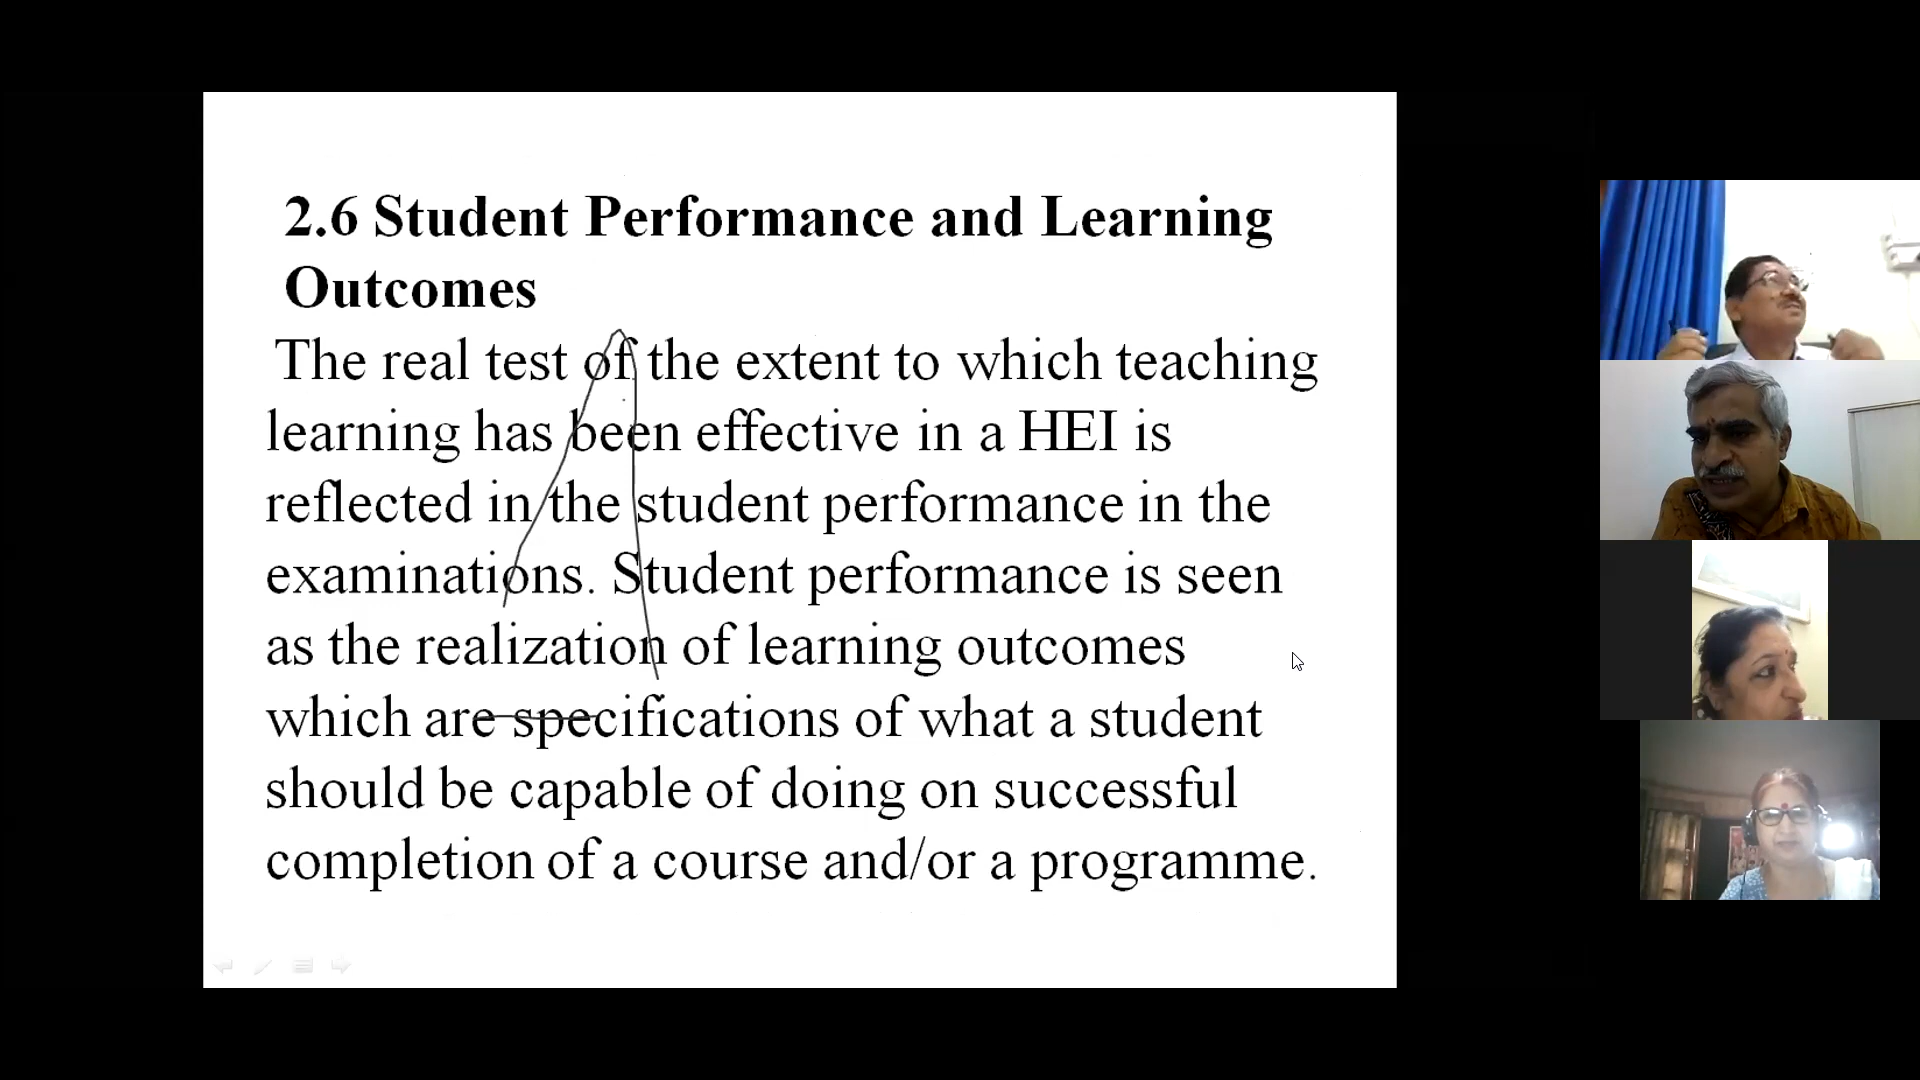 2.6 Student Performance and Learning
Outcomes
The real test of the extent to which teaching
learning has been effective in a HEI is
reflected in the student performance in the
examinations. Student performance is seen
as the realization of learning outcomes
which are specifications of what a student
should be capable of doing on successful
completion of a course and/or a programme.